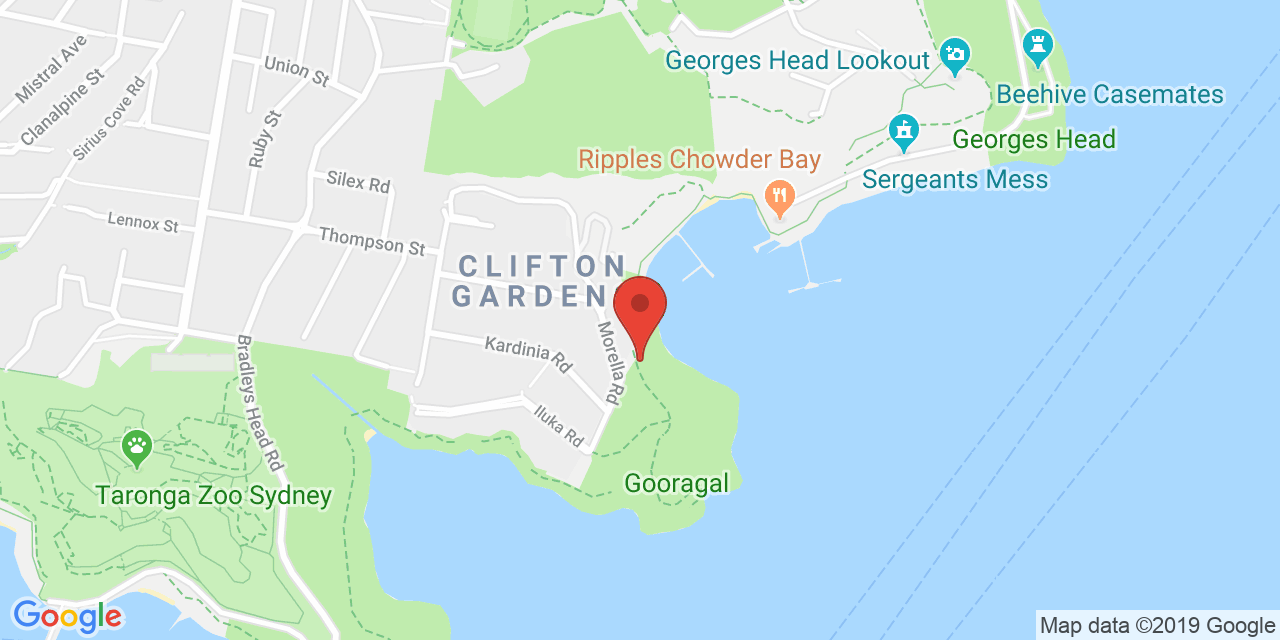 Mistral Ave
Clanalpine St
Sirius Cove Rd
Union St
Ruby St
Georges Head Lookout
Beehive Casemates
Georges Head
Ripples Chowder Bay
Sergeants Mess
Silex Rd
Lennox St
Thompson St
CLIFTON
GARDENS
Morella Rd
Kardinia Rd
Bradleys Head Rd
Iluka Rd
Gooragal
Taronga Zoo Sydney
Google
Map data ©2019 Google